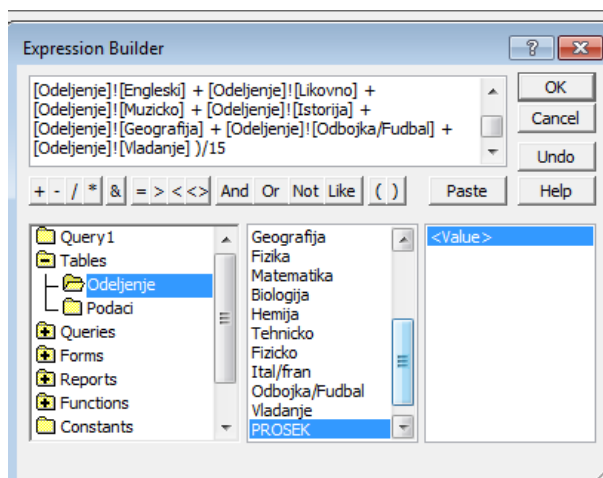 Expression Builder
[Odeljenje]![Engleski] + [Odeljenje]![Likovno] +
[Odeljenje]![Muzicko] + [Odeljenje]![Istorija] +
[Odeljenje]![Geografija] + [Odeljenje]![Odbojka/Fudbal] +
[Odeljenje]![Vladanje] )/15
OK
Cancel
Undo
Help
+ - / * & = > < <> And Or Not Like ( ) Paste
Query1
Tables
Odeljenje
Podaci
Queries
Forms
Reports
Functions
Constants
Geografija
Fizika
Matematika
Biologija
Hemija
Tehnicko
Fizicko
Ital/fran
Odbojka/Fudbal
Vladanje
PROSEK
<Value>